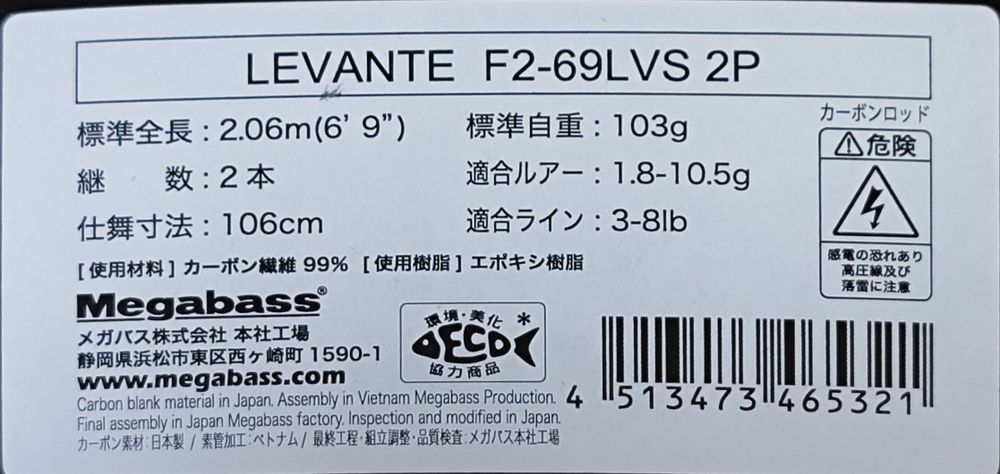 LEVANTE F2-69LVS 2P
標準全長 : 2.06m(6' 9")
標準自重 : 103g
継 数 : 2 本
適合ルアー : 1.8-10.5g
仕舞寸法 : 106cm
適合ライン : 3-8lb
[ 使用材料 ] カーボン繊維 99% [ 使用樹脂 ] エポキシ樹脂
カーボンロッド
⚠危険
感電の恐れあり
高圧線及び
落雷に注意
Megabass®
メガバス株式会社 本社工場
静岡県浜松市東区西ヶ崎町 1590-1
www.megabass.com
環境・美化 *
ECO
協力商品
Carbon blank material in Japan. Assembly in Vietnam Megabass Production.
Final assembly in Japan Megabass factory. Inspection and modified in Japan.
カーボン素材 : 日本製 / 素管加工 : ベトナム / 最終工程・組立調整・品質検査 : メガバス本社工場
4 513473 465321